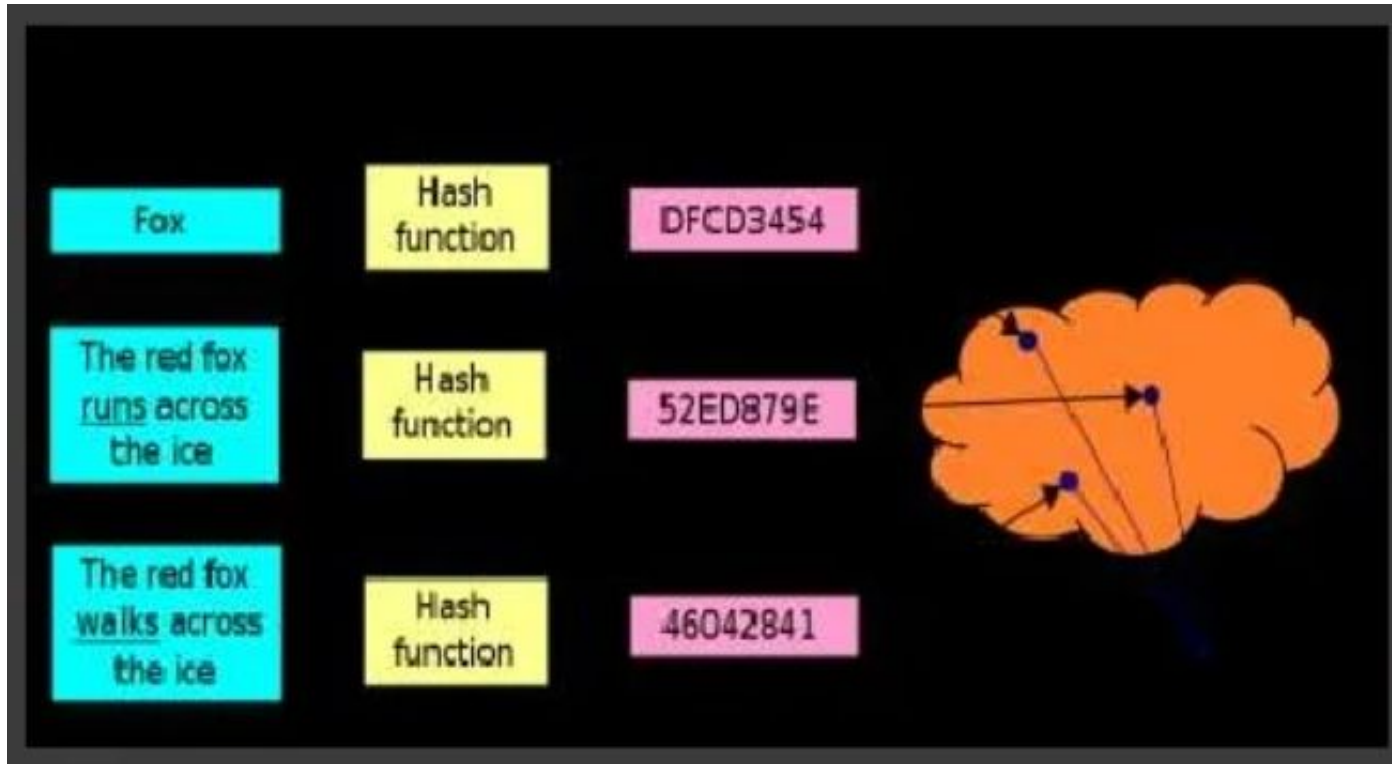 Fox
Hash
function
DFCD3454
The red fox
runs across
the ice
Hash
function
52ED879E
The red fox
walks across
the ice
Hash
function
46042841